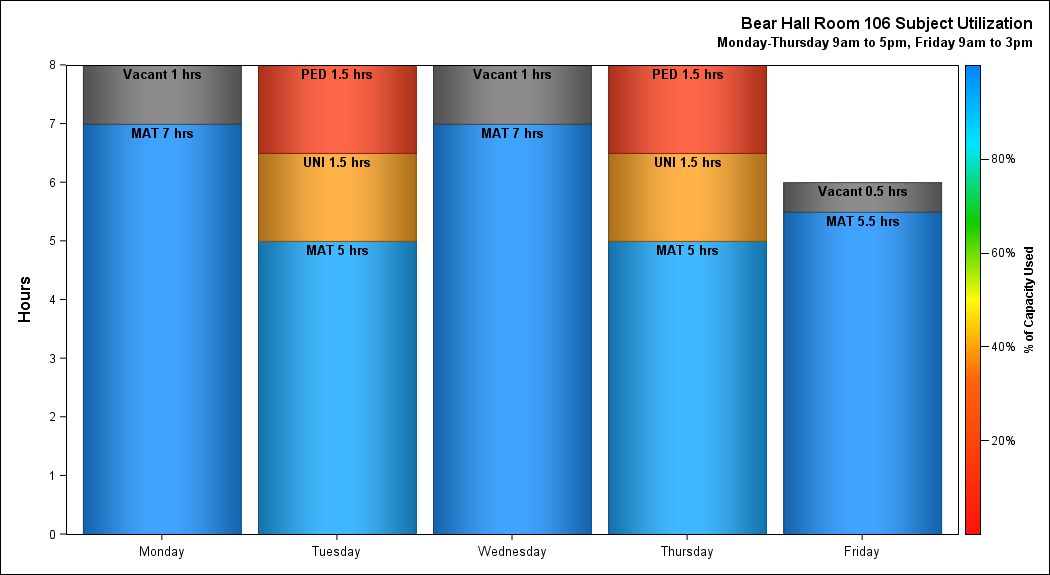 Bear Hall Room 106 Subject Utilization
Monday-Thursday 9am to 5pm, Friday 9am to 3pm
Hours
8
7
6
5
4
3
2
1
0
Vacant 1 hrs
MAT 7 hrs
PED 1.5 hrs
UNI 1.5 hrs
MAT 5 hrs
Vacant 1 hrs
MAT 7 hrs
PED 1.5 hrs
UNI 1.5 hrs
MAT 5 hrs
Vacant 0.5 hrs
MAT 5.5 hrs
Monday
Tuesday
Wednesday
Thursday
Friday
80%
60%
40%
20%
% of Capacity Used